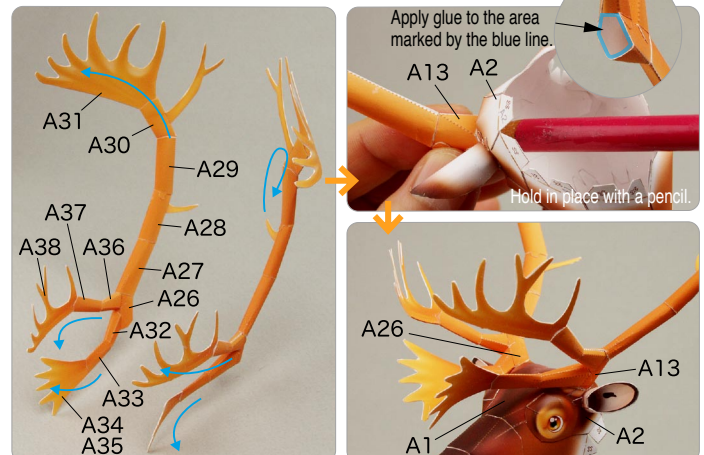 A31
A30
A29
A28
A27
A26
A37
A38
A36
A32
A33
A34
A35
Apply glue to the area
marked by the blue line.
A13
A2
Hold in place with a pencil.
A26
A13
A1
A2